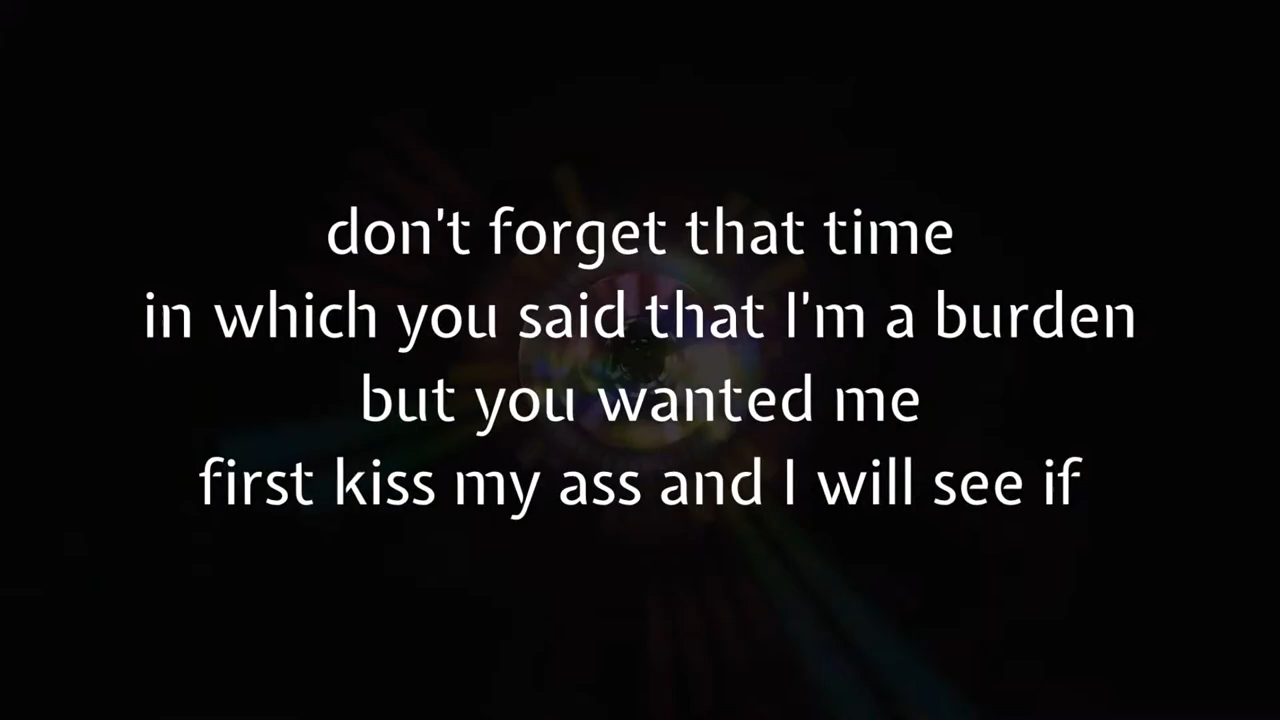 don't forget that time
in which you said that I'm a burden
but you wanted me
first kiss my ass and I will see if